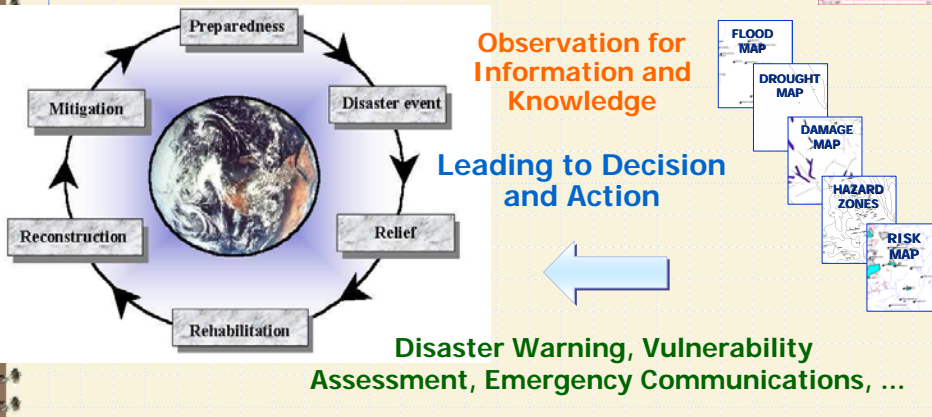 Preparedness
Disaster event
Mitigation
Relief
Reconstruction
Rehabilitation
Observation for
Information and
Knowledge
Leading to Decision
and Action
FLOOD
MAP
DROUGHT
MAP
DAMAGE
MAP
HAZARD
ZONES
RISK
MAP
Disaster Warning, Vulnerability
Assessment, Emergency Communications, ...